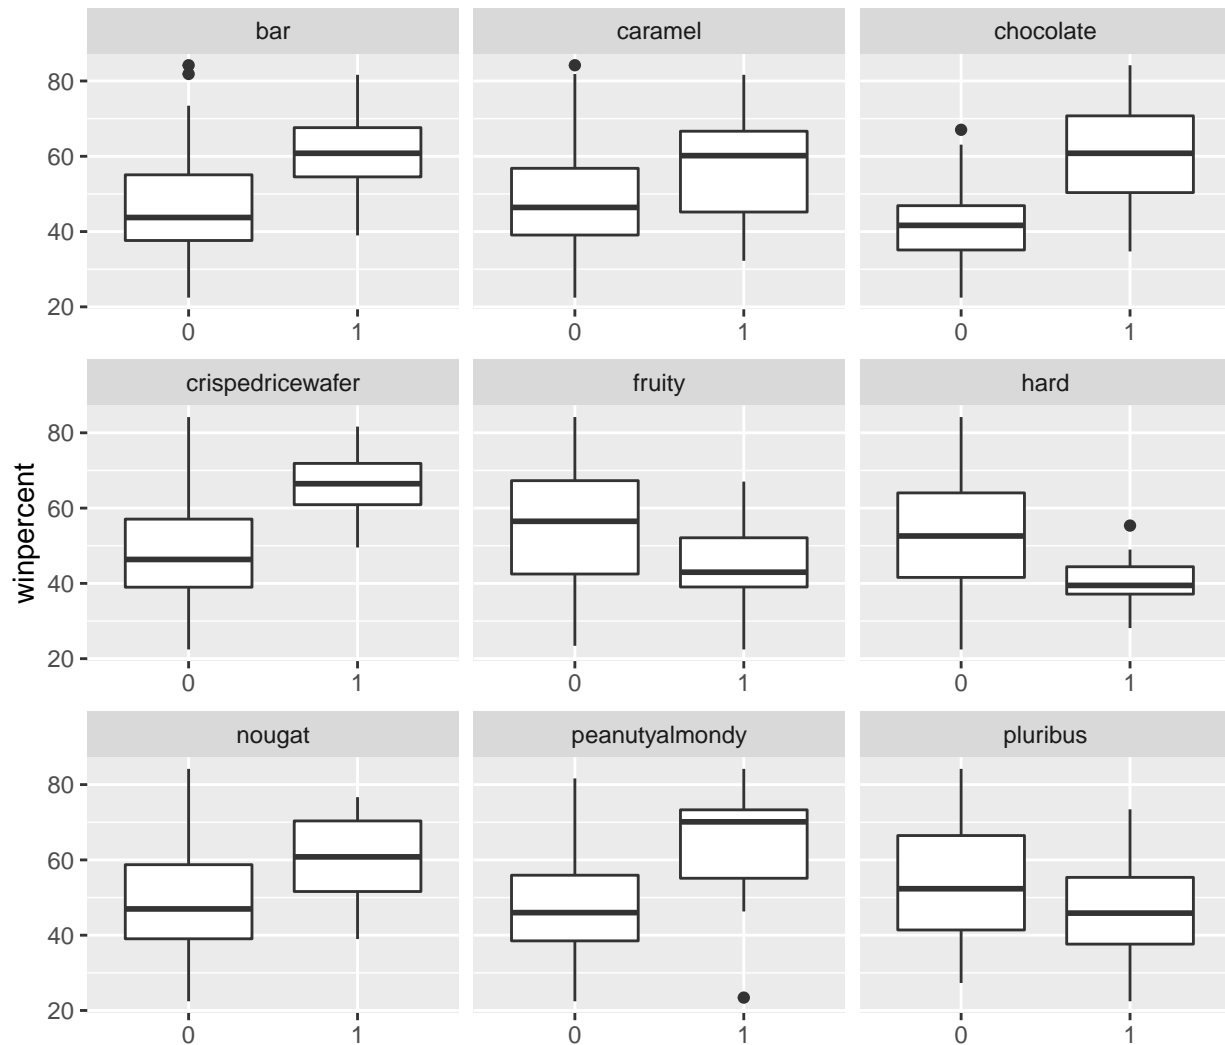 bar caramel chocolate
80
60
40
20
0 1 0 1 0 1
crispedricewafer fruity hard
80
60
40
20
winpercent
0 1 0 1 0 1
nougat peanutyalmondy pluribus
80
60
40
20
0 1 0 1 0 1